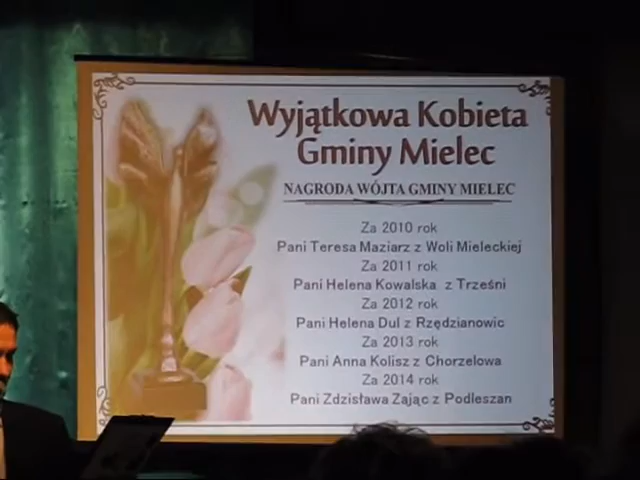 Wyjątkowa Kobieta
Gminy Mielec
NAGRODA WÓJTA GMINY MIELEC
Za 2010 rok
Pani Teresa Maziarz z Woli Mieleckiej
Za 2011 rok
Pani Helena Kowalska z Trześni
Za 2012 rok
Pani Helena Dul z Rzędzianowic
Za 2013 rok
Pani Anna Kolisz z Chorzelowa
Za 2014 rok
Pani Zdzisława Zając z Podleszan